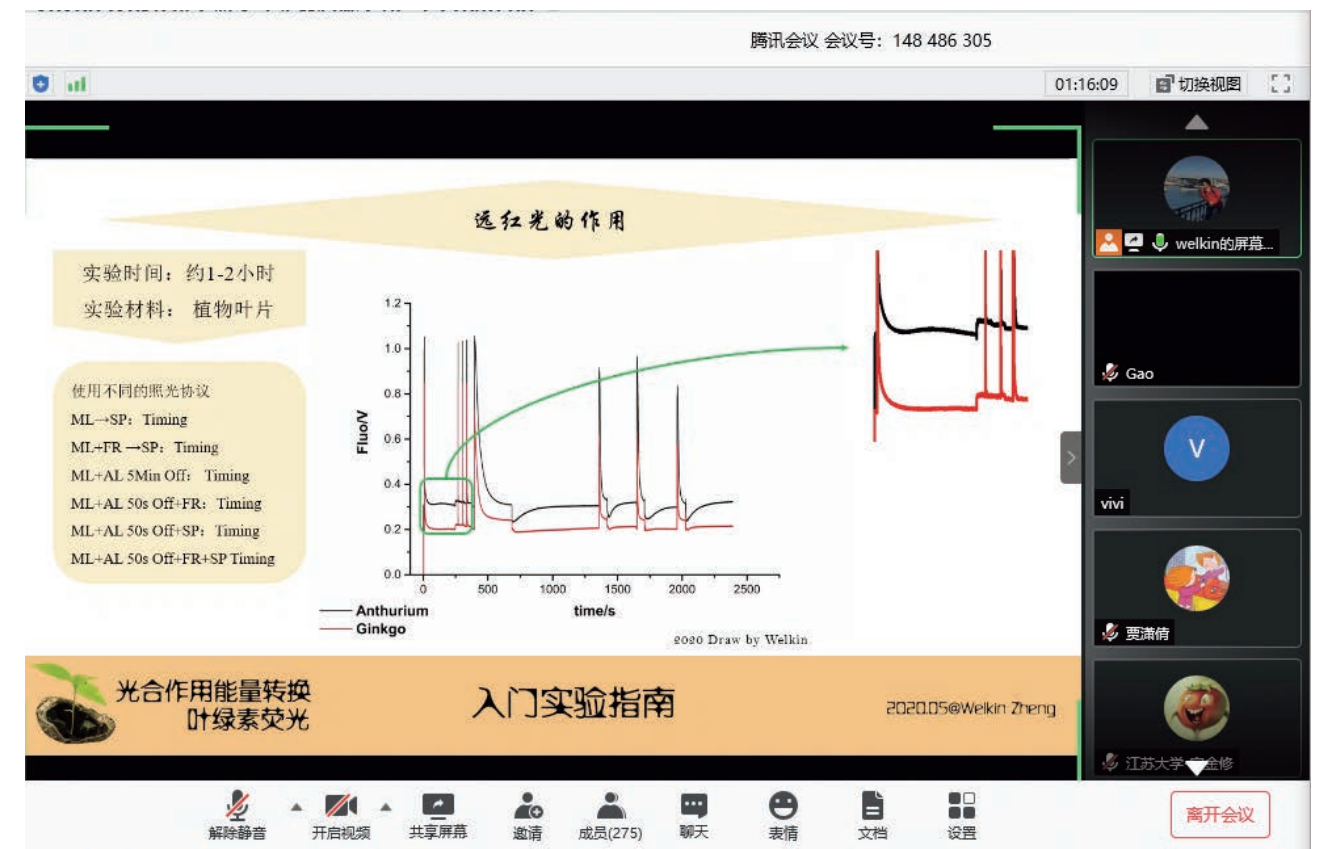 腾讯会议 会议号：148 486 305
01:16:09
切换视图
远红光的作用
实验时间：约1-2小时
实验材料：植物叶片
使用不同的照光协议
ML→SP：Timing
ML+FR→SP：Timing
ML+AL 5Min Off：Timing
ML+AL 50s Off+FR：Timing
ML+AL 50s Off+SP：Timing
ML+AL 50s Off+FR+SP Timing
Fluo/V
1.2
1.0
0.8
0.6
0.4
0.2
0.0
0 500 1000 1500 2000 2500
time/s
Anthurium
Ginkgo
2020 Draw by Welkin
光合作用能量转换
叶绿素荧光
入门实验指南
2020.05@Welkin Zheng
welkin的屏幕...
Gao
V
vivi
贾潇倩
江苏大学
金修
解除静音
开启视频
共享屏幕
邀请
成员(275)
聊天
表情
文档
设置
离开会议